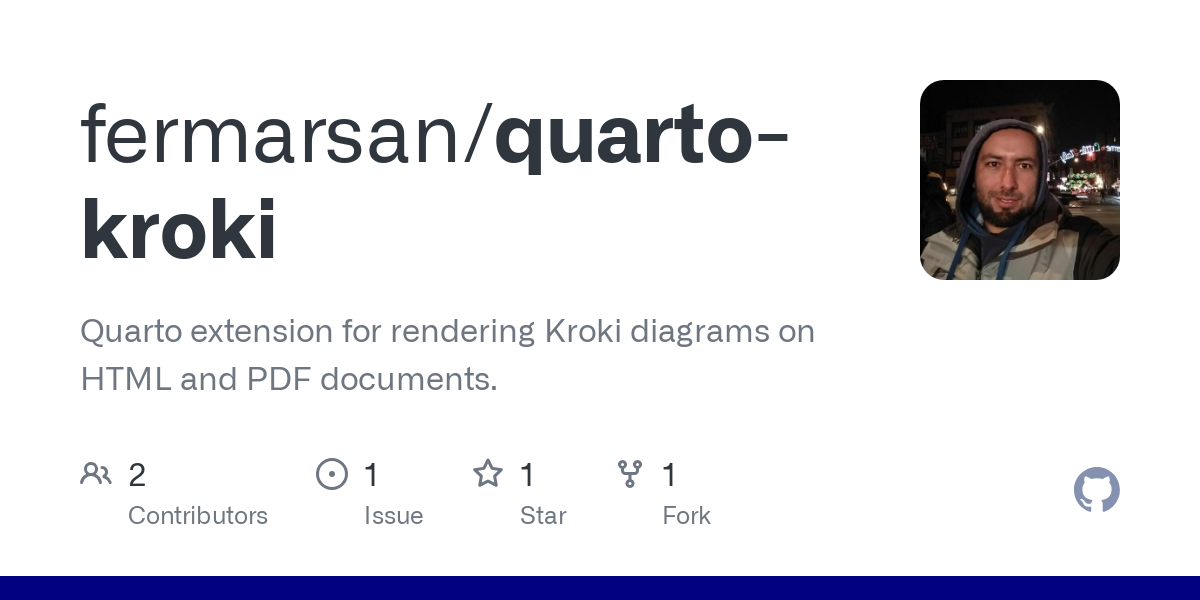 fermarsan/quarto-
kroki
Quarto extension for rendering Kroki diagrams on
HTML and PDF documents.
2 1 1 1
Contributors Issue Star Fork